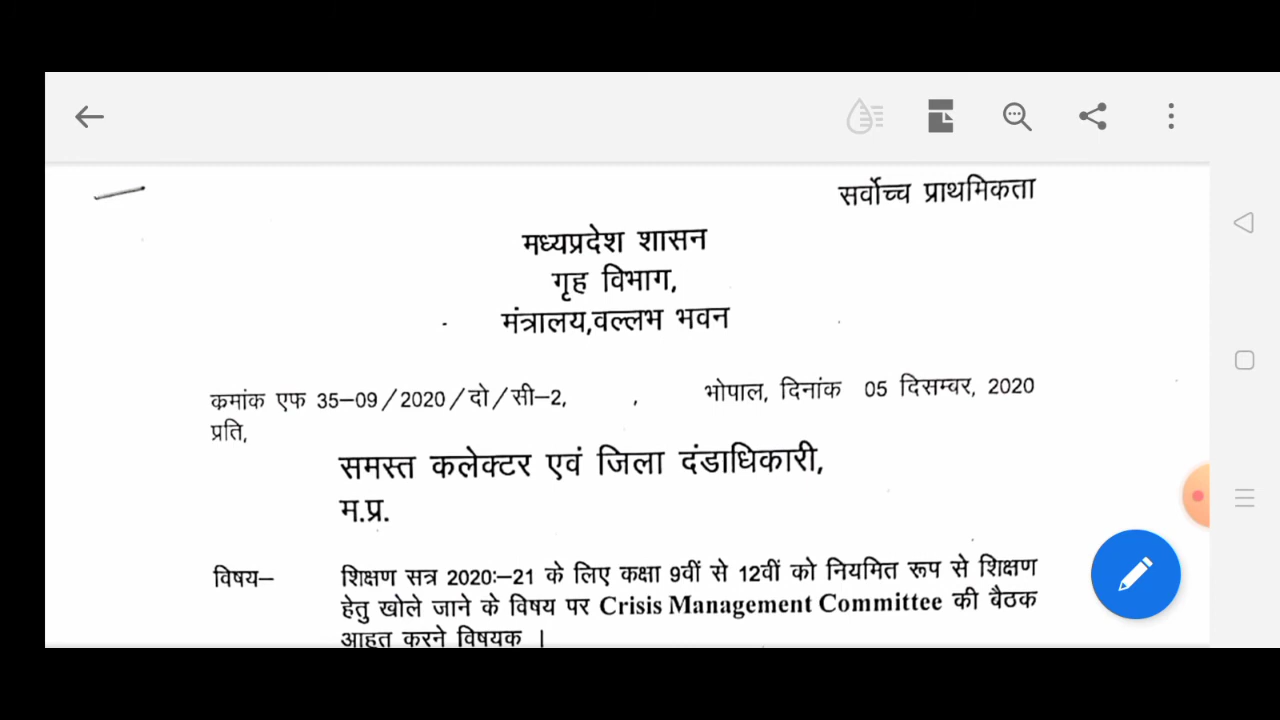 सर्वोच्च प्राथमिकता
मध्यप्रदेश शासन
गृह विभाग,
मंत्रालय,वल्लभ भवन
कमांक एफ 35–09/2020/दो/सी–2, , भोपाल, दिनांक 05 दिसम्बर, 2020
प्रति,
समस्त कलेक्टर एवं जिला दंडाधिकारी,
म.प्र.
विषय– शिक्षण सत्र 2020:–21 के लिए कक्षा 9वीं से 12वीं को नियमित रूप से शिक्षण
हेतु खोले जाने के विषय पर Crisis Management Committee की बैठक
आहत करने विषयक ।